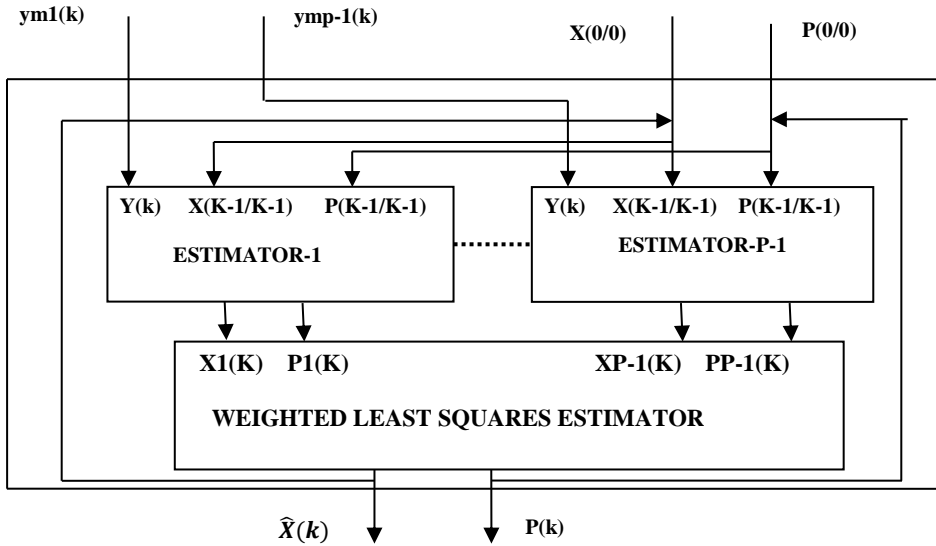 ym1(k) ymp-1(k) X(0/0) P(0/0)
Y(k) X(K-1/K-1) P(K-1/K-1) Y(k) X(K-1/K-1) P(K-1/K-1)
ESTIMATOR-1 ESTIMATOR-P-1
X1(K) P1(K) XP-1(K) PP-1(K)
WEIGHTED LEAST SQUARES ESTIMATOR
X̂(k) P(k)